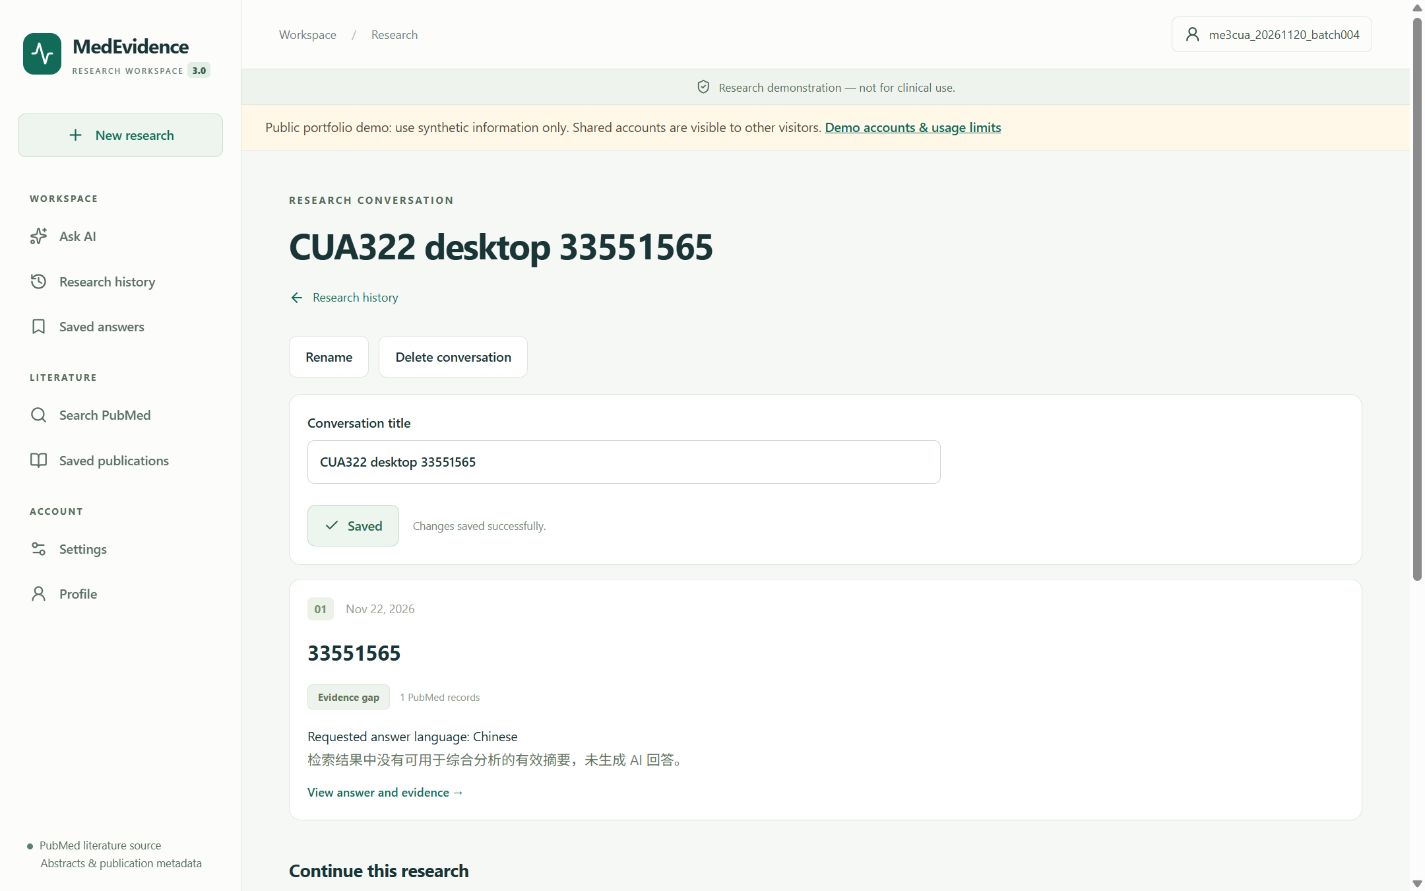 MedEvidence
RESEARCH WORKSPACE 3.0
New research
WORKSPACE
Ask AI
Research history
Saved answers
LITERATURE
Search PubMed
Saved publications
ACCOUNT
Settings
Profile
PubMed literature source
Abstracts & publication metadata
Workspace / Research
me3cua_20261120_batch004
Research demonstration — not for clinical use.
Public portfolio demo: use synthetic information only. Shared accounts are visible to other visitors. Demo accounts & usage limits
RESEARCH CONVERSATION
CUA322 desktop 33551565
← Research history
Rename
Delete conversation
Conversation title
CUA322 desktop 33551565
Saved
Changes saved successfully.
01 Nov 22, 2026
33551565
Evidence gap 1 PubMed records
Requested answer language: Chinese
检索结果中没有可用于综合分析的有效摘要，未生成 AI 回答。
View answer and evidence →
Continue this research